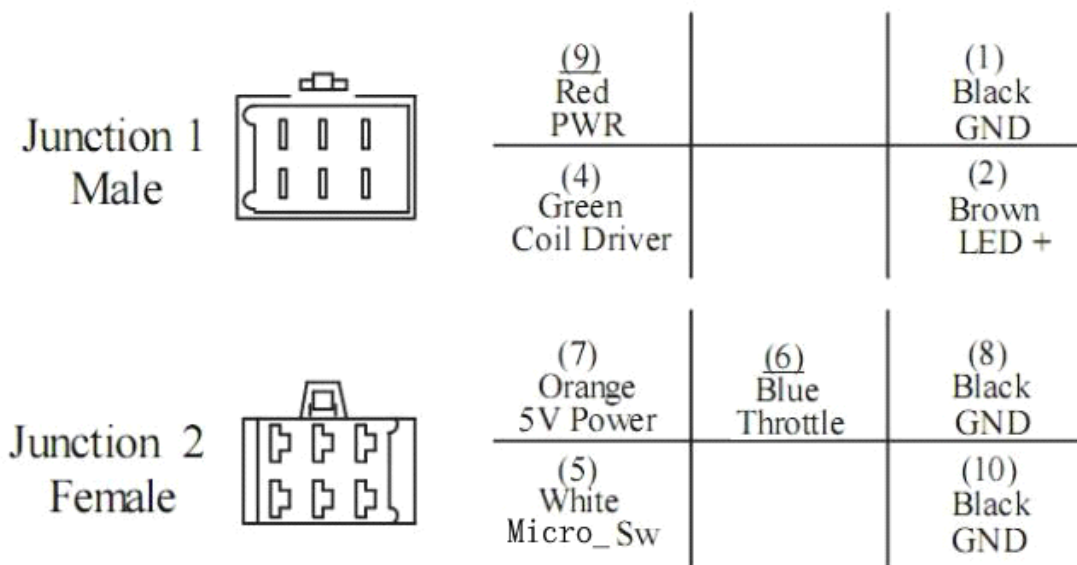 Junction 1
Male
(9)
Red
PWR
(1)
Black
GND
(4)
Green
Coil Driver
(2)
Brown
LED +
Junction 2
Female
(7)
Orange
5V Power
(6)
Blue
Throttle
(8)
Black
GND
(5)
White
Micro_Sw
(10)
Black
GND